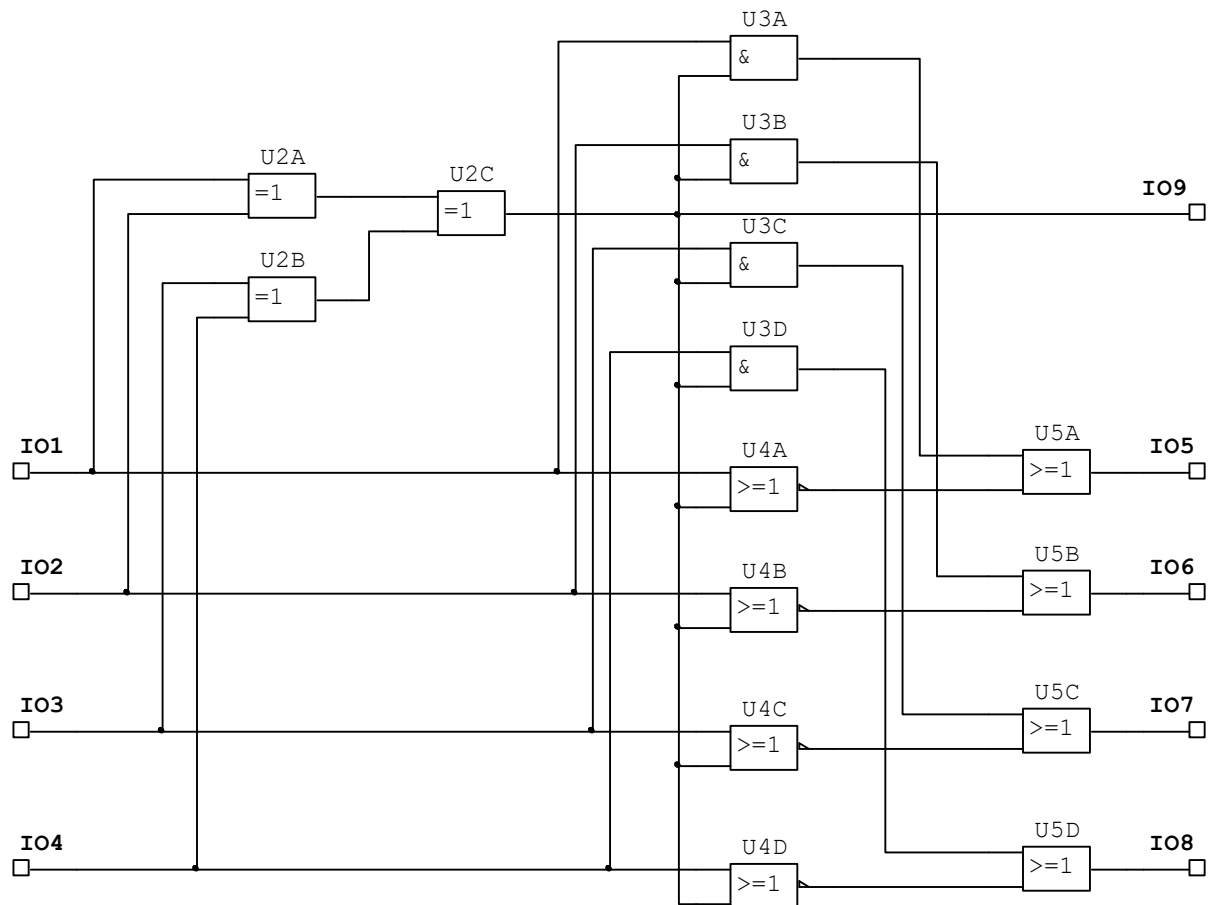 U3A
&
U3B
&
U2A
=1
U2C
=1
IO9
U3C
&
U2B
=1
U3D
&
IO1
U4A
>=1
U5A
>=1
IO5
IO2
U4B
>=1
U5B
>=1
IO6
IO3
U4C
>=1
U5C
>=1
IO7
IO4
U4D
>=1
U5D
>=1
IO8